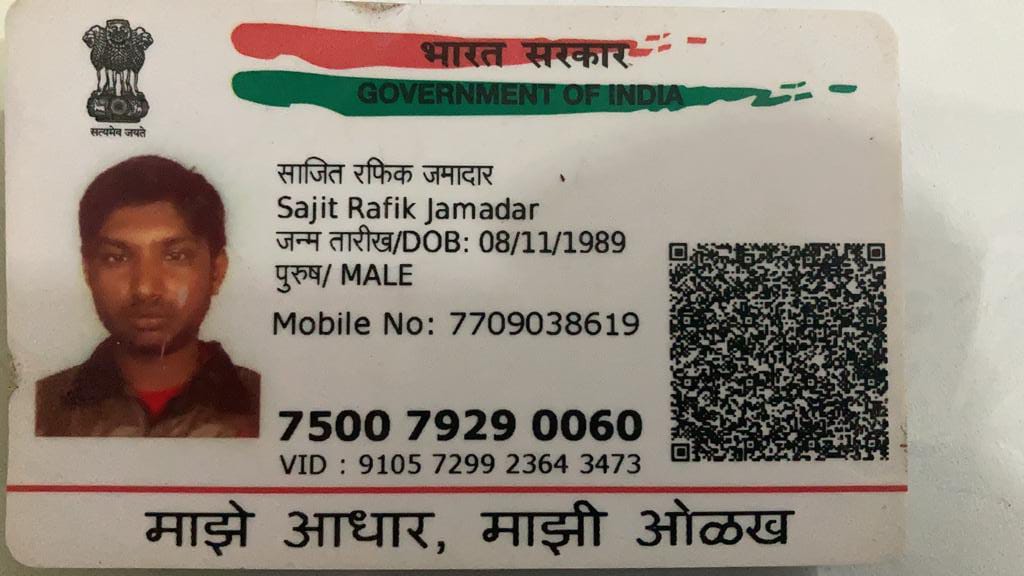 भारत सरकार
GOVERNMENT OF INDIA
सत्यमेव जयते
साजित रफिक जमादार
Sajit Rafik Jamadar
जन्म तारीख/DOB: 08/11/1989
पुरुष/ MALE
Mobile No: 7709038619
7500 7929 0060
VID : 9105 7299 2364 3473
माझे आधार, माझी ओळख